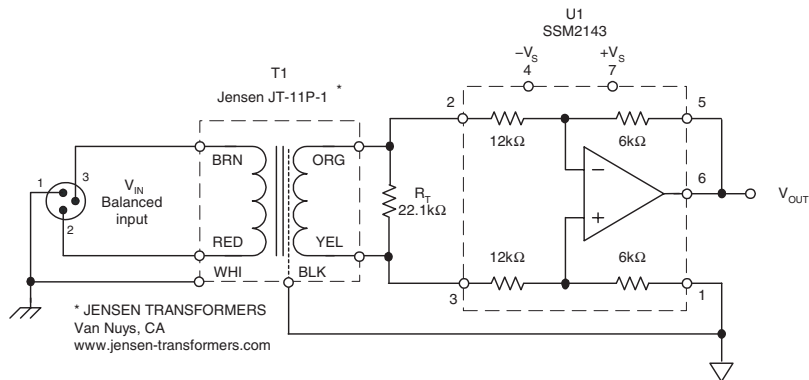 U1
SSM2143
−VS
+VS
4
7
T1
Jensen JT-11P-1 *
2
5
BRN
ORG
12kΩ
6kΩ
1
3
VIN
Balanced
input
RT
22.1kΩ
−
6
VOUT
+
2
RED
YEL
12kΩ
6kΩ
WHI
BLK
3
1
* JENSEN TRANSFORMERS
Van Nuys, CA
www.jensen-transformers.com